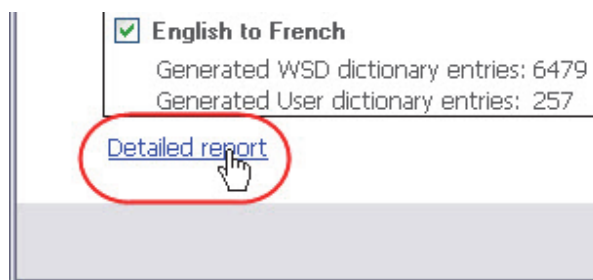 English to French
Generated WSD dictionary entries: 6479
Generated User dictionary entries: 257
Detailed report